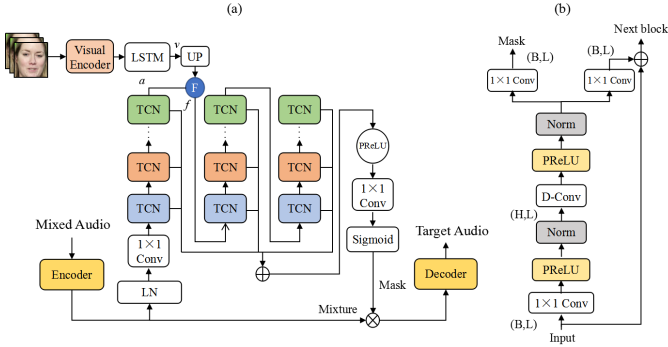 (a)
Visual
Encoder
LSTM
v
UP
a
F
f
TCN
TCN
TCN
TCN
TCN
TCN
TCN
TCN
TCN
PReLU
1×1
Conv
Sigmoid
Mixed Audio
1×1
Conv
Encoder
LN
Mask
Mixture
Target Audio
Decoder
(b)
Next block
Mask
(B,L)
(B,L)
1×1 Conv
1×1 Conv
Norm
PReLU
D-Conv
(H,L)
Norm
PReLU
1×1 Conv
(B,L)
Input